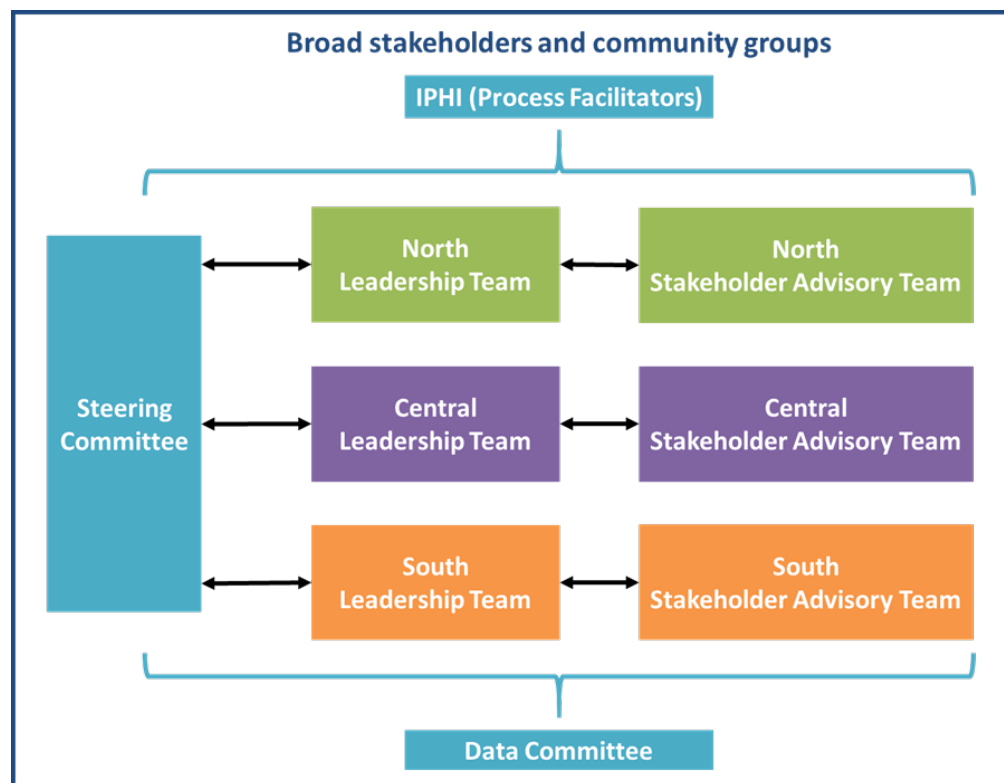 Broad stakeholders and community groups
IPHI (Process Facilitators)
Steering
Committee
North
Leadership Team
North
Stakeholder Advisory Team
Central
Leadership Team
Central
Stakeholder Advisory Team
South
Leadership Team
South
Stakeholder Advisory Team
Data Committee